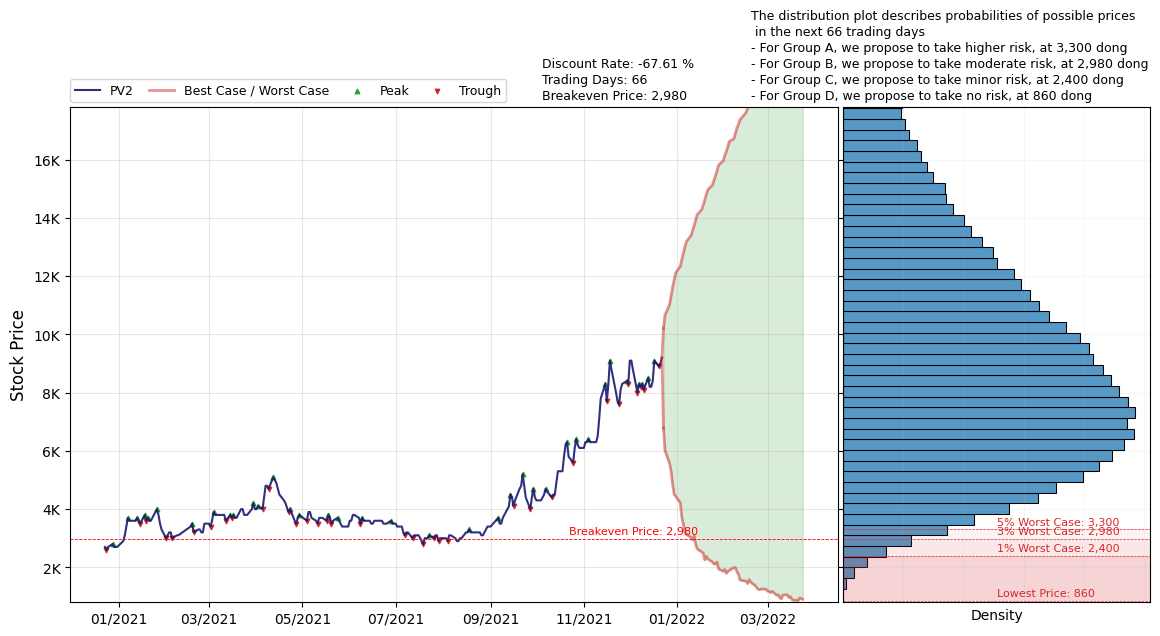 The distribution plot describes probabilities of possible prices
in the next 66 trading days
- For Group A, we propose to take higher risk, at 3,300 dong
- For Group B, we propose to take moderate risk, at 2,980 dong
- For Group C, we propose to take minor risk, at 2,400 dong
- For Group D, we propose to take no risk, at 860 dong
Discount Rate: -67.61 %
Trading Days: 66
Breakeven Price: 2,980
PV2
Best Case / Worst Case
Peak
Trough
Stock Price
16K
14K
12K
10K
8K
6K
4K
2K
Breakeven Price: 2,980
5% Worst Case: 3,300
3% Worst Case: 2,980
1% Worst Case: 2,400
Lowest Price: 860
01/2021 03/2021 05/2021 07/2021 09/2021 11/2021 01/2022 03/2022
Density